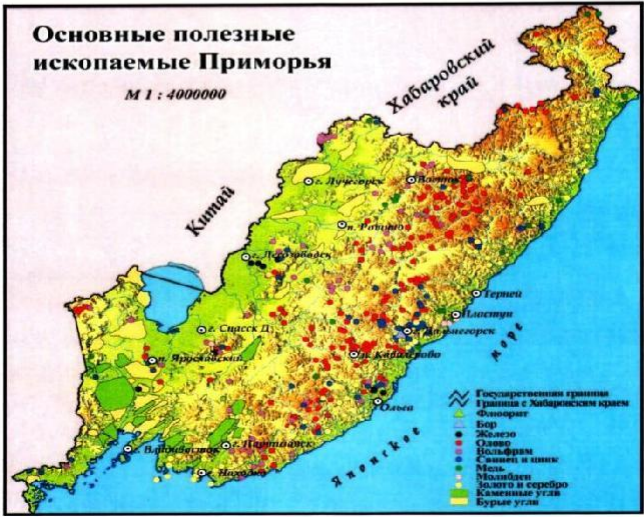 Основные полезные
ископаемые Приморья
М 1 : 4000000
Хабаровский
край
Китай
г. Лучегорск
Восток
г. Лесозаводск
Терней
Пластун
г. Дальнегорск
г. Спасск Д
п. Ярославский
п. Кавалерово
Ольга
г. Партизанск
Владивосток
г. Находка
Японское
море
Государственная граница
Граница с Хабаровским краем
Флюорит
Бор
Железо
Олово
Вольфрам
Свинец и цинк
Медь
Молибден
Золото и серебро
Каменные угли
Бурые угли